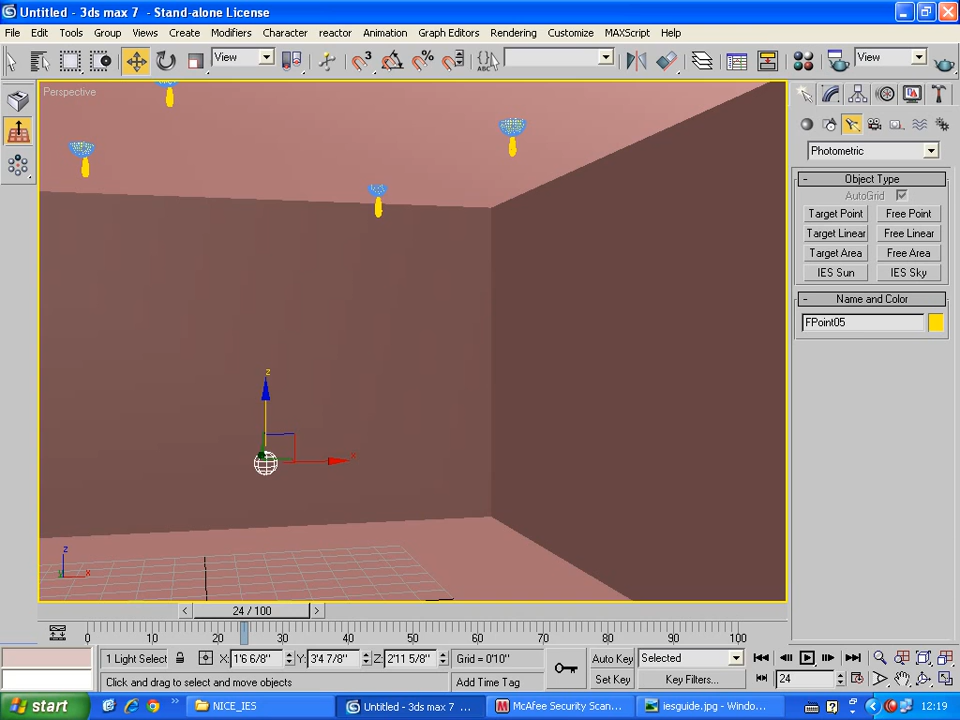 Untitled - 3ds max 7 - Stand-alone License
File Edit Tools Group Views Create Modifiers Character reactor Animation Graph Editors Rendering Customize MAXScript Help
View
View
Perspective
Photometric
- Object Type
AutoGrid
Target Point Free Point
Target Linear Free Linear
Target Area Free Area
IES Sun IES Sky
- Name and Color
FPoint05
z
x
z
x
y
< 24 / 100 >
0 10 20 30 40 50 60 70 80 90 100
1 Light Select X: 1'6 6/8" Y: 3'4 7/8" Z: 2'11 5/8" Grid = 0'10" Auto Key Selected
Click and drag to select and move objects Add Time Tag Set Key Key Filters... 24
start NICE_IES Untitled - 3ds max 7 ... McAfee Security Scan... iesguide.jpg - Windo... 12:19